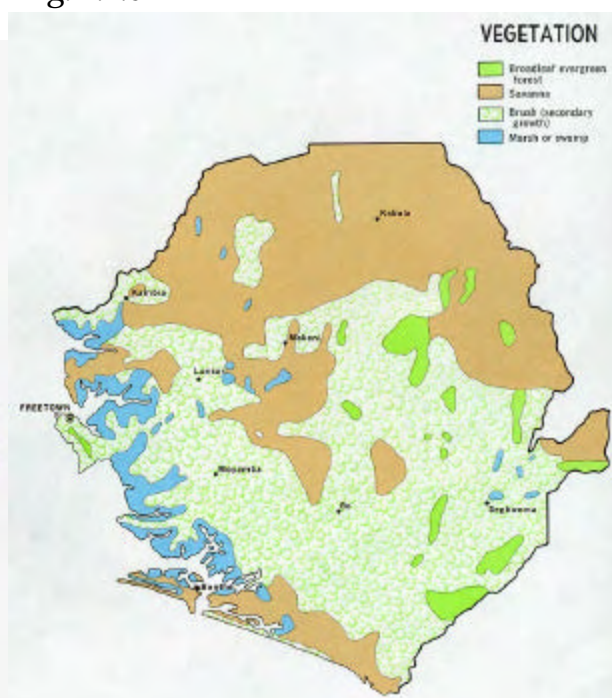 VEGETATION
Broadleaf evergreen
forest
Savanna
Brush (secondary
growth)
Marsh or swamp
Kabala
Kambia
Makeni
Lunsar
FREETOWN
Moyamba
Bo
Segbwema